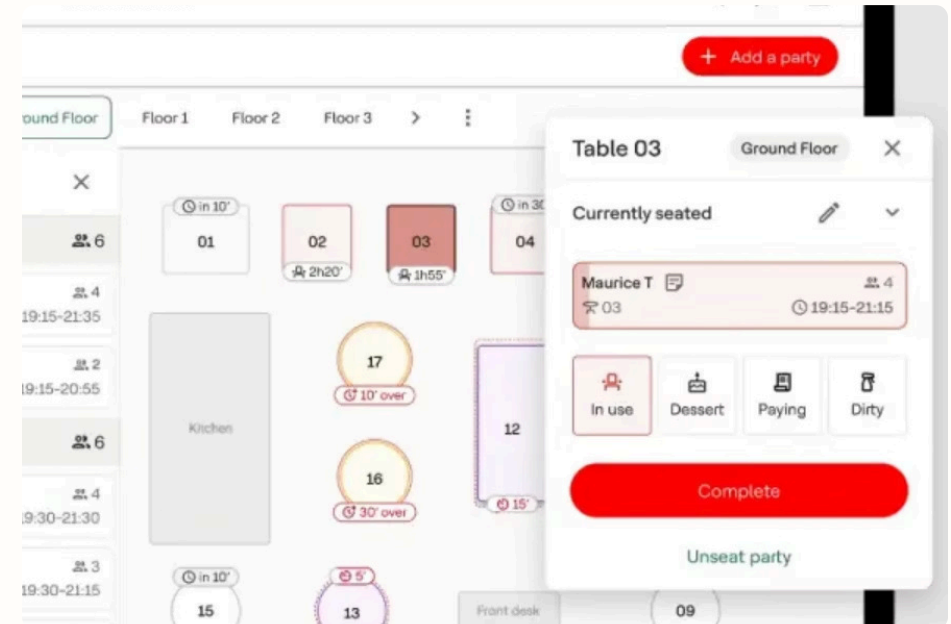 + Add a party
ound Floor
Floor 1
Floor 2
Floor 3
Table 03
Ground Floor
in 10'
in 30
Currently seated
6
01
02
03
04
2h20'
1h55'
4
19:15-21:35
Maurice T
4
03
19:15-21:15
17
10' over
2
19:15-20:55
In use
Dessert
Paying
Dirty
Kitchen
12
6
16
30' over
15'
Complete
4
9:30-21:30
Unseat party
3
19:30-21:15
in 10'
5'
15
13
Front desk
09